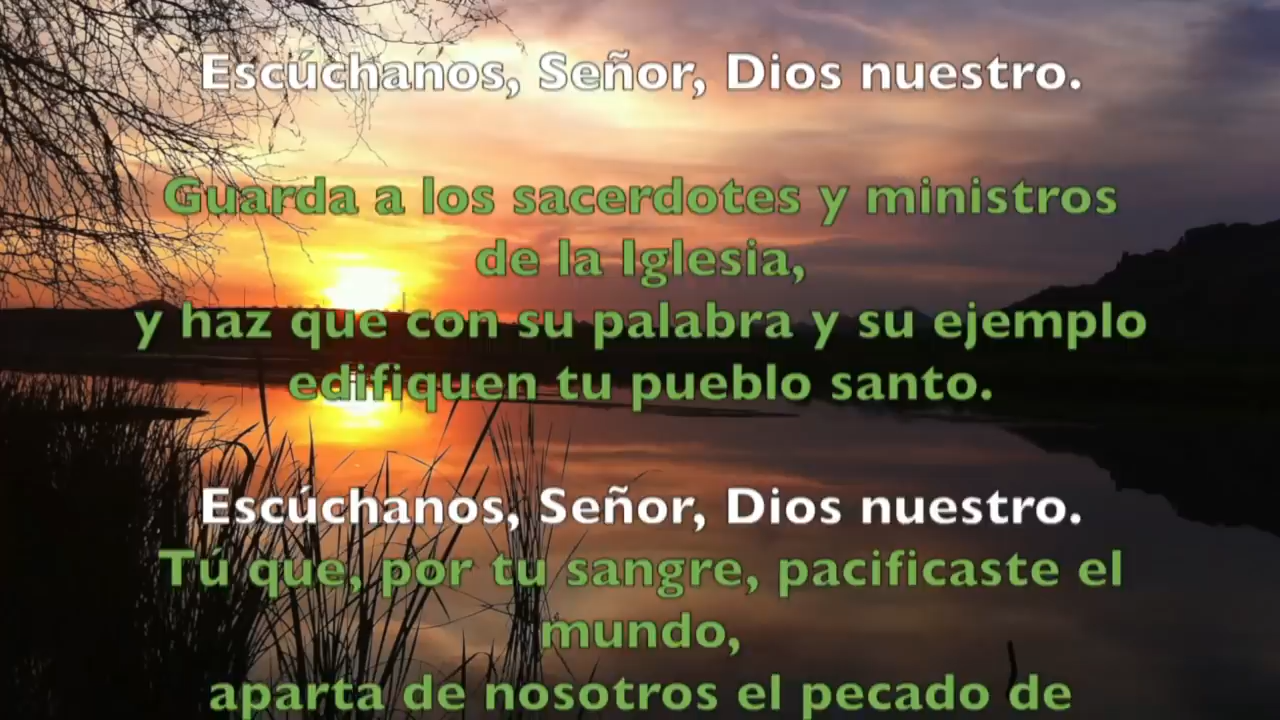 Escúchanos, Señor, Dios nuestro.
Guarda a los sacerdotes y ministros
de la Iglesia,
y haz que con su palabra y su ejemplo
edifiquen tu pueblo santo.
Escúchanos, Señor, Dios nuestro.
Tú que, por tu sangre, pacificaste el
mundo,
aparta de nosotros el pecado de